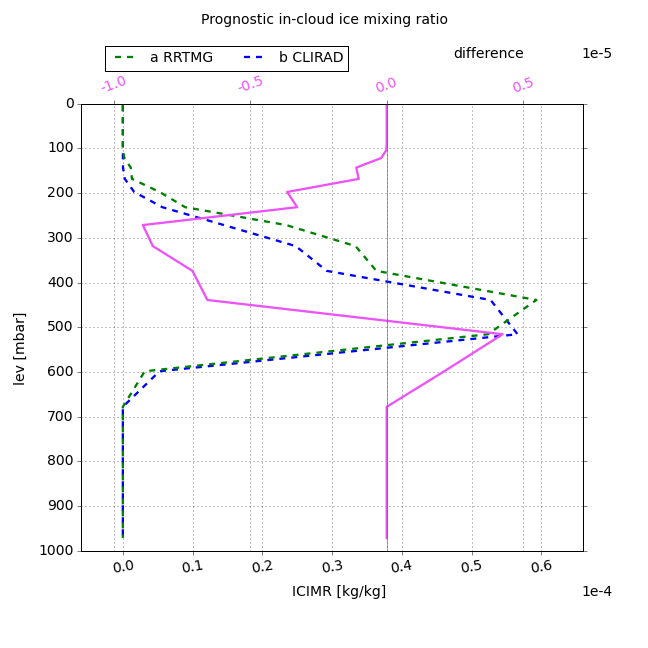 Prognostic in-cloud ice mixing ratio
a RRTMG b CLIRAD difference 1e-5
-1.0 -0.5 0.0 0.5
0
100
200
300
400
500
600
700
800
900
1000
lev [mbar]
0.0 0.1 0.2 0.3 0.4 0.5 0.6
ICIMR [kg/kg] 1e-4